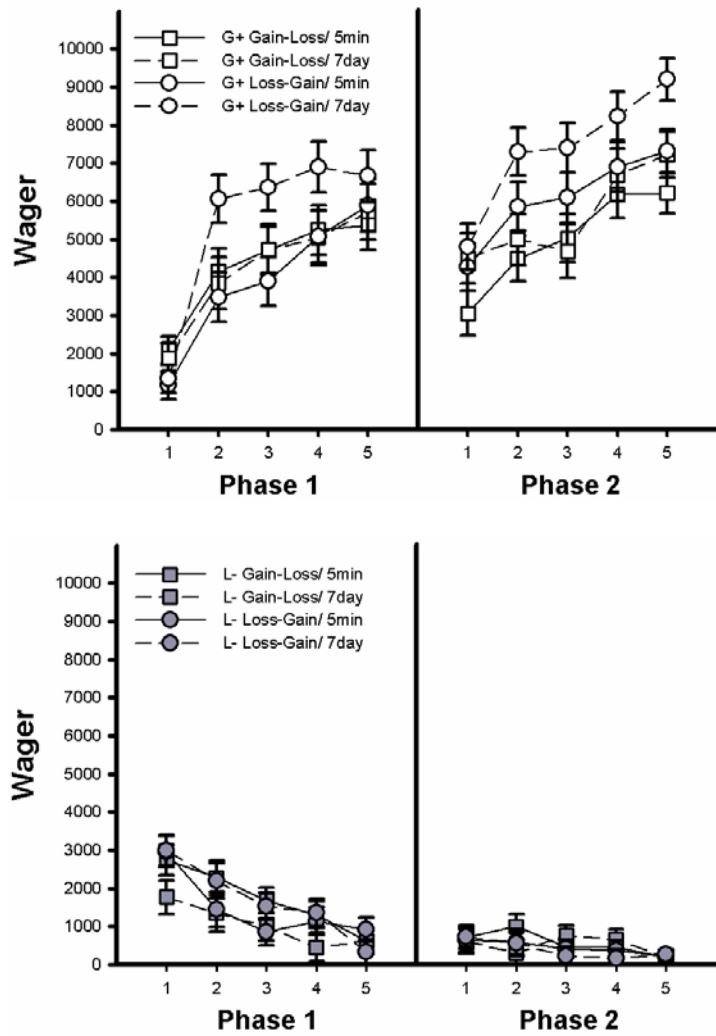 10000
9000
8000
7000
6000
5000
4000
3000
2000
1000
0
Wager
G+ Gain-Loss/ 5min
G+ Gain-Loss/ 7day
G+ Loss-Gain/ 5min
G+ Loss-Gain/ 7day
1 2 3 4 5 1 2 3 4 5
Phase 1 Phase 2
10000
9000
8000
7000
6000
5000
4000
3000
2000
1000
0
Wager
L- Gain-Loss/ 5min
L- Gain-Loss/ 7day
L- Loss-Gain/ 5min
L- Loss-Gain/ 7day
1 2 3 4 5 1 2 3 4 5
Phase 1 Phase 2